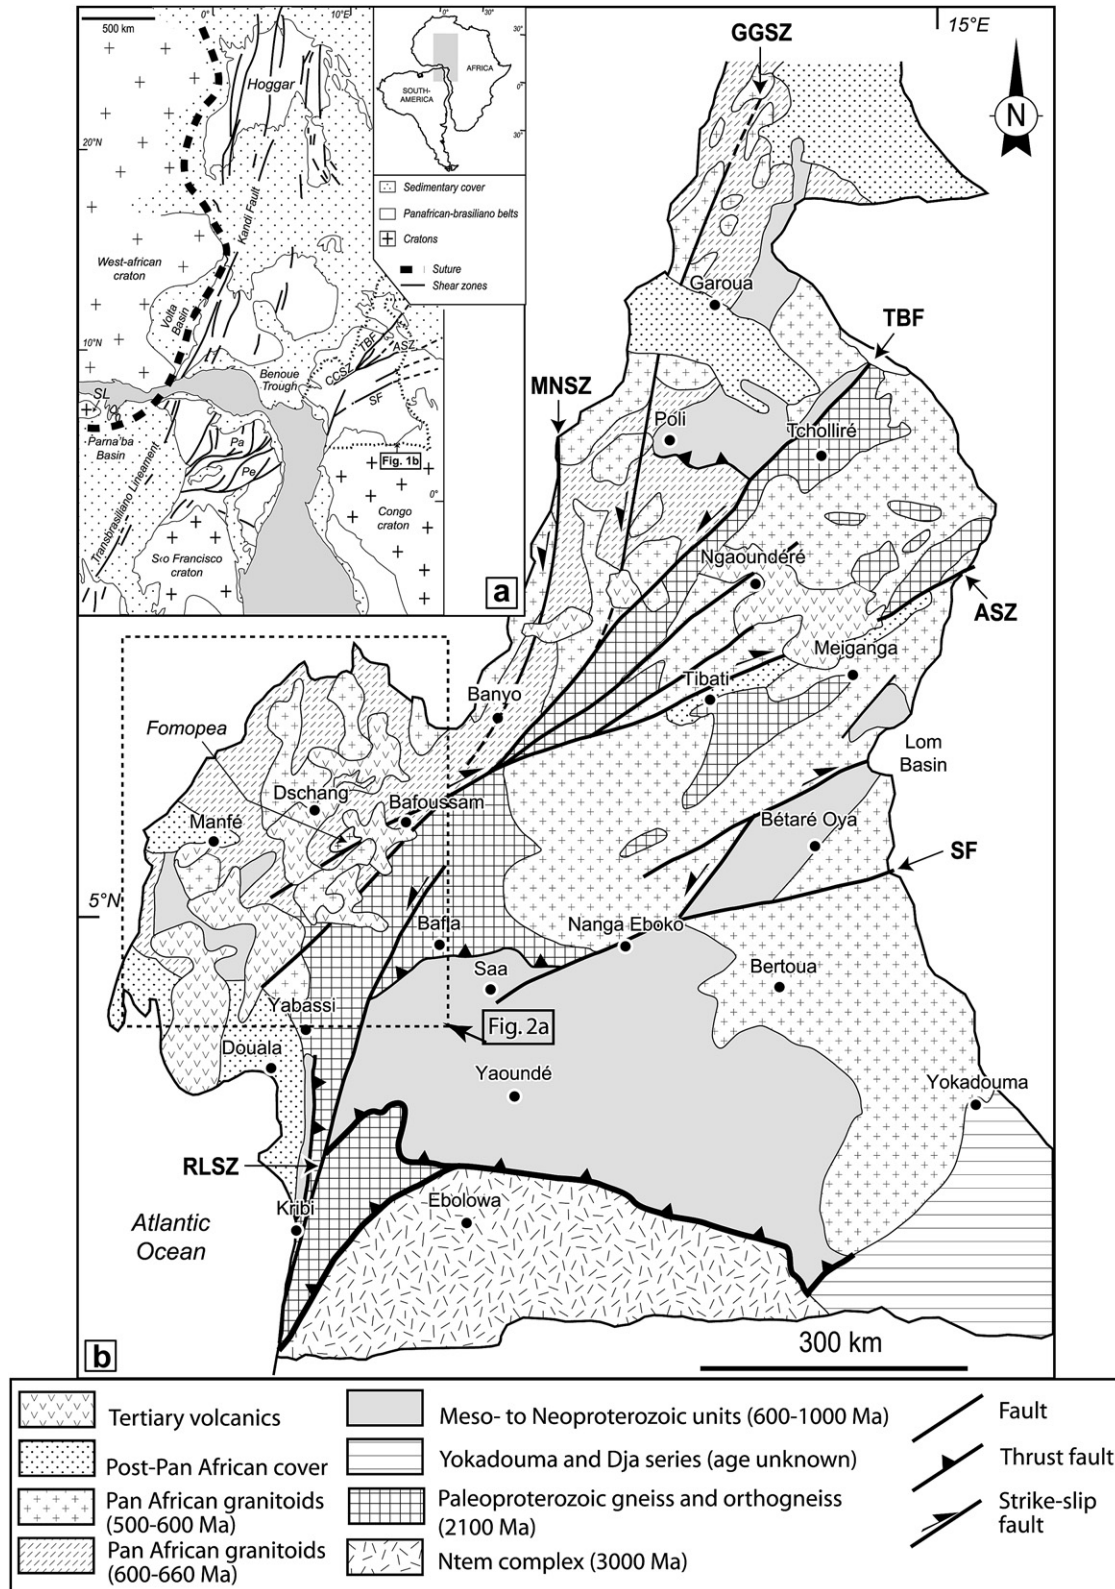 500 km
0°
10°E
Hoggar
20°N
Kandi Fault
West-african
craton
Volta
Basin
10°N
Benoue
Trough
TBF
CCSZ
ASZ
SF
SL
Parna'ba
Basin
Pa
Pe
Fig. 1b
0°
Transbrasiliano Lineament
São Francisco
craton
Congo
craton
a
0°
30°
30°
AFRICA
0°
SOUTH-
AMERICA
30°
Sedimentary cover
Panafrican-brasiliano belts
Cratons
Suture
Shear zones
15°E
GGSZ
N
Garoua
TBF
MNSZ
Poli
Tcholliré
Ngaoundéré
ASZ
Meiganga
Tibati
Banyo
Fomopea
Lom
Basin
Dschang
Bafoussam
Manfé
Bétaré Oya
SF
5°N
Bafia
Nanga Eboko
Saa
Bertoua
Yabassi
Fig. 2a
Douala
Yaoundé
Yokadouma
RLSZ
Kribi
Ebolowa
Atlantic
Ocean
300 km
b
Tertiary volcanics
Post-Pan African cover
Pan African granitoids
(500-600 Ma)
Pan African granitoids
(600-660 Ma)
Meso- to Neoproterozoic units (600-1000 Ma)
Yokadouma and Dja series (age unknown)
Paleoproterozoic gneiss and orthogneiss
(2100 Ma)
Ntem complex (3000 Ma)
Fault
Thrust fault
Strike-slip
fault